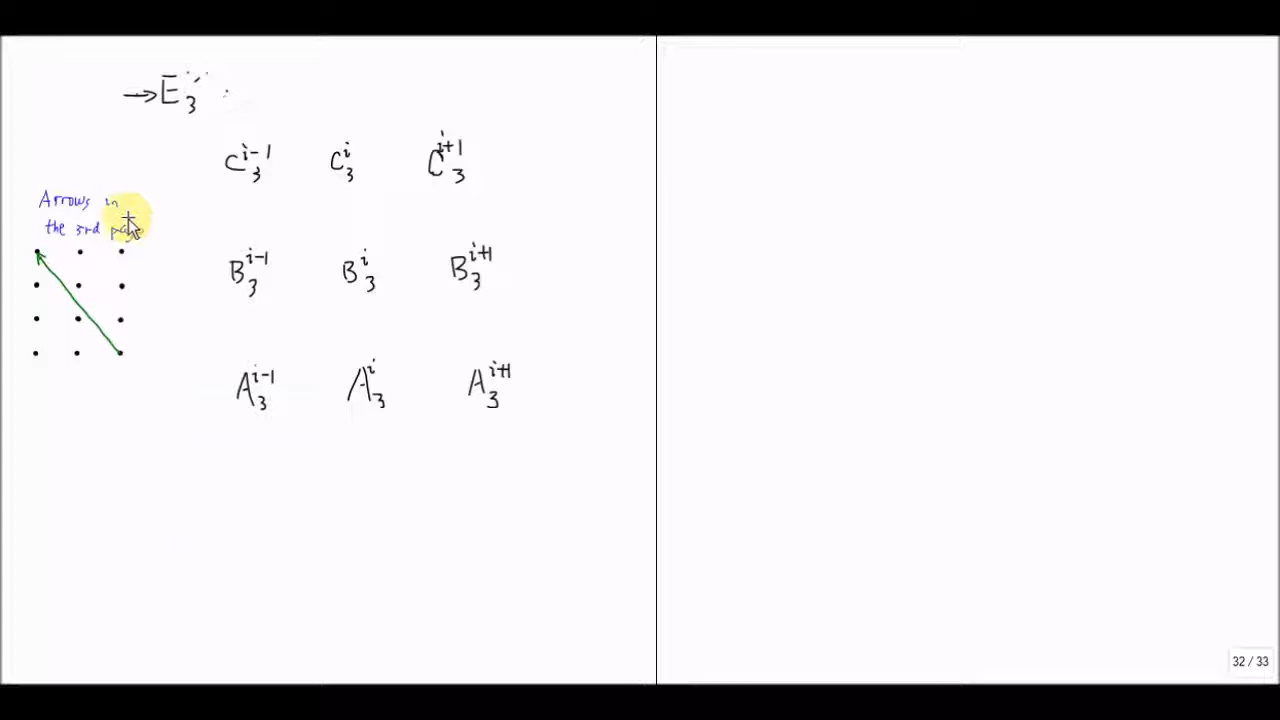 →E₃
C₃ⁱ⁻¹ C₃ⁱ C₃ⁱ⁺¹
Arrows in
the 3rd page
B₃ⁱ⁻¹ B₃ⁱ B₃ⁱ⁺¹
A₃ⁱ⁻¹ A₃ⁱ A₃ⁱ⁺¹
32 / 33